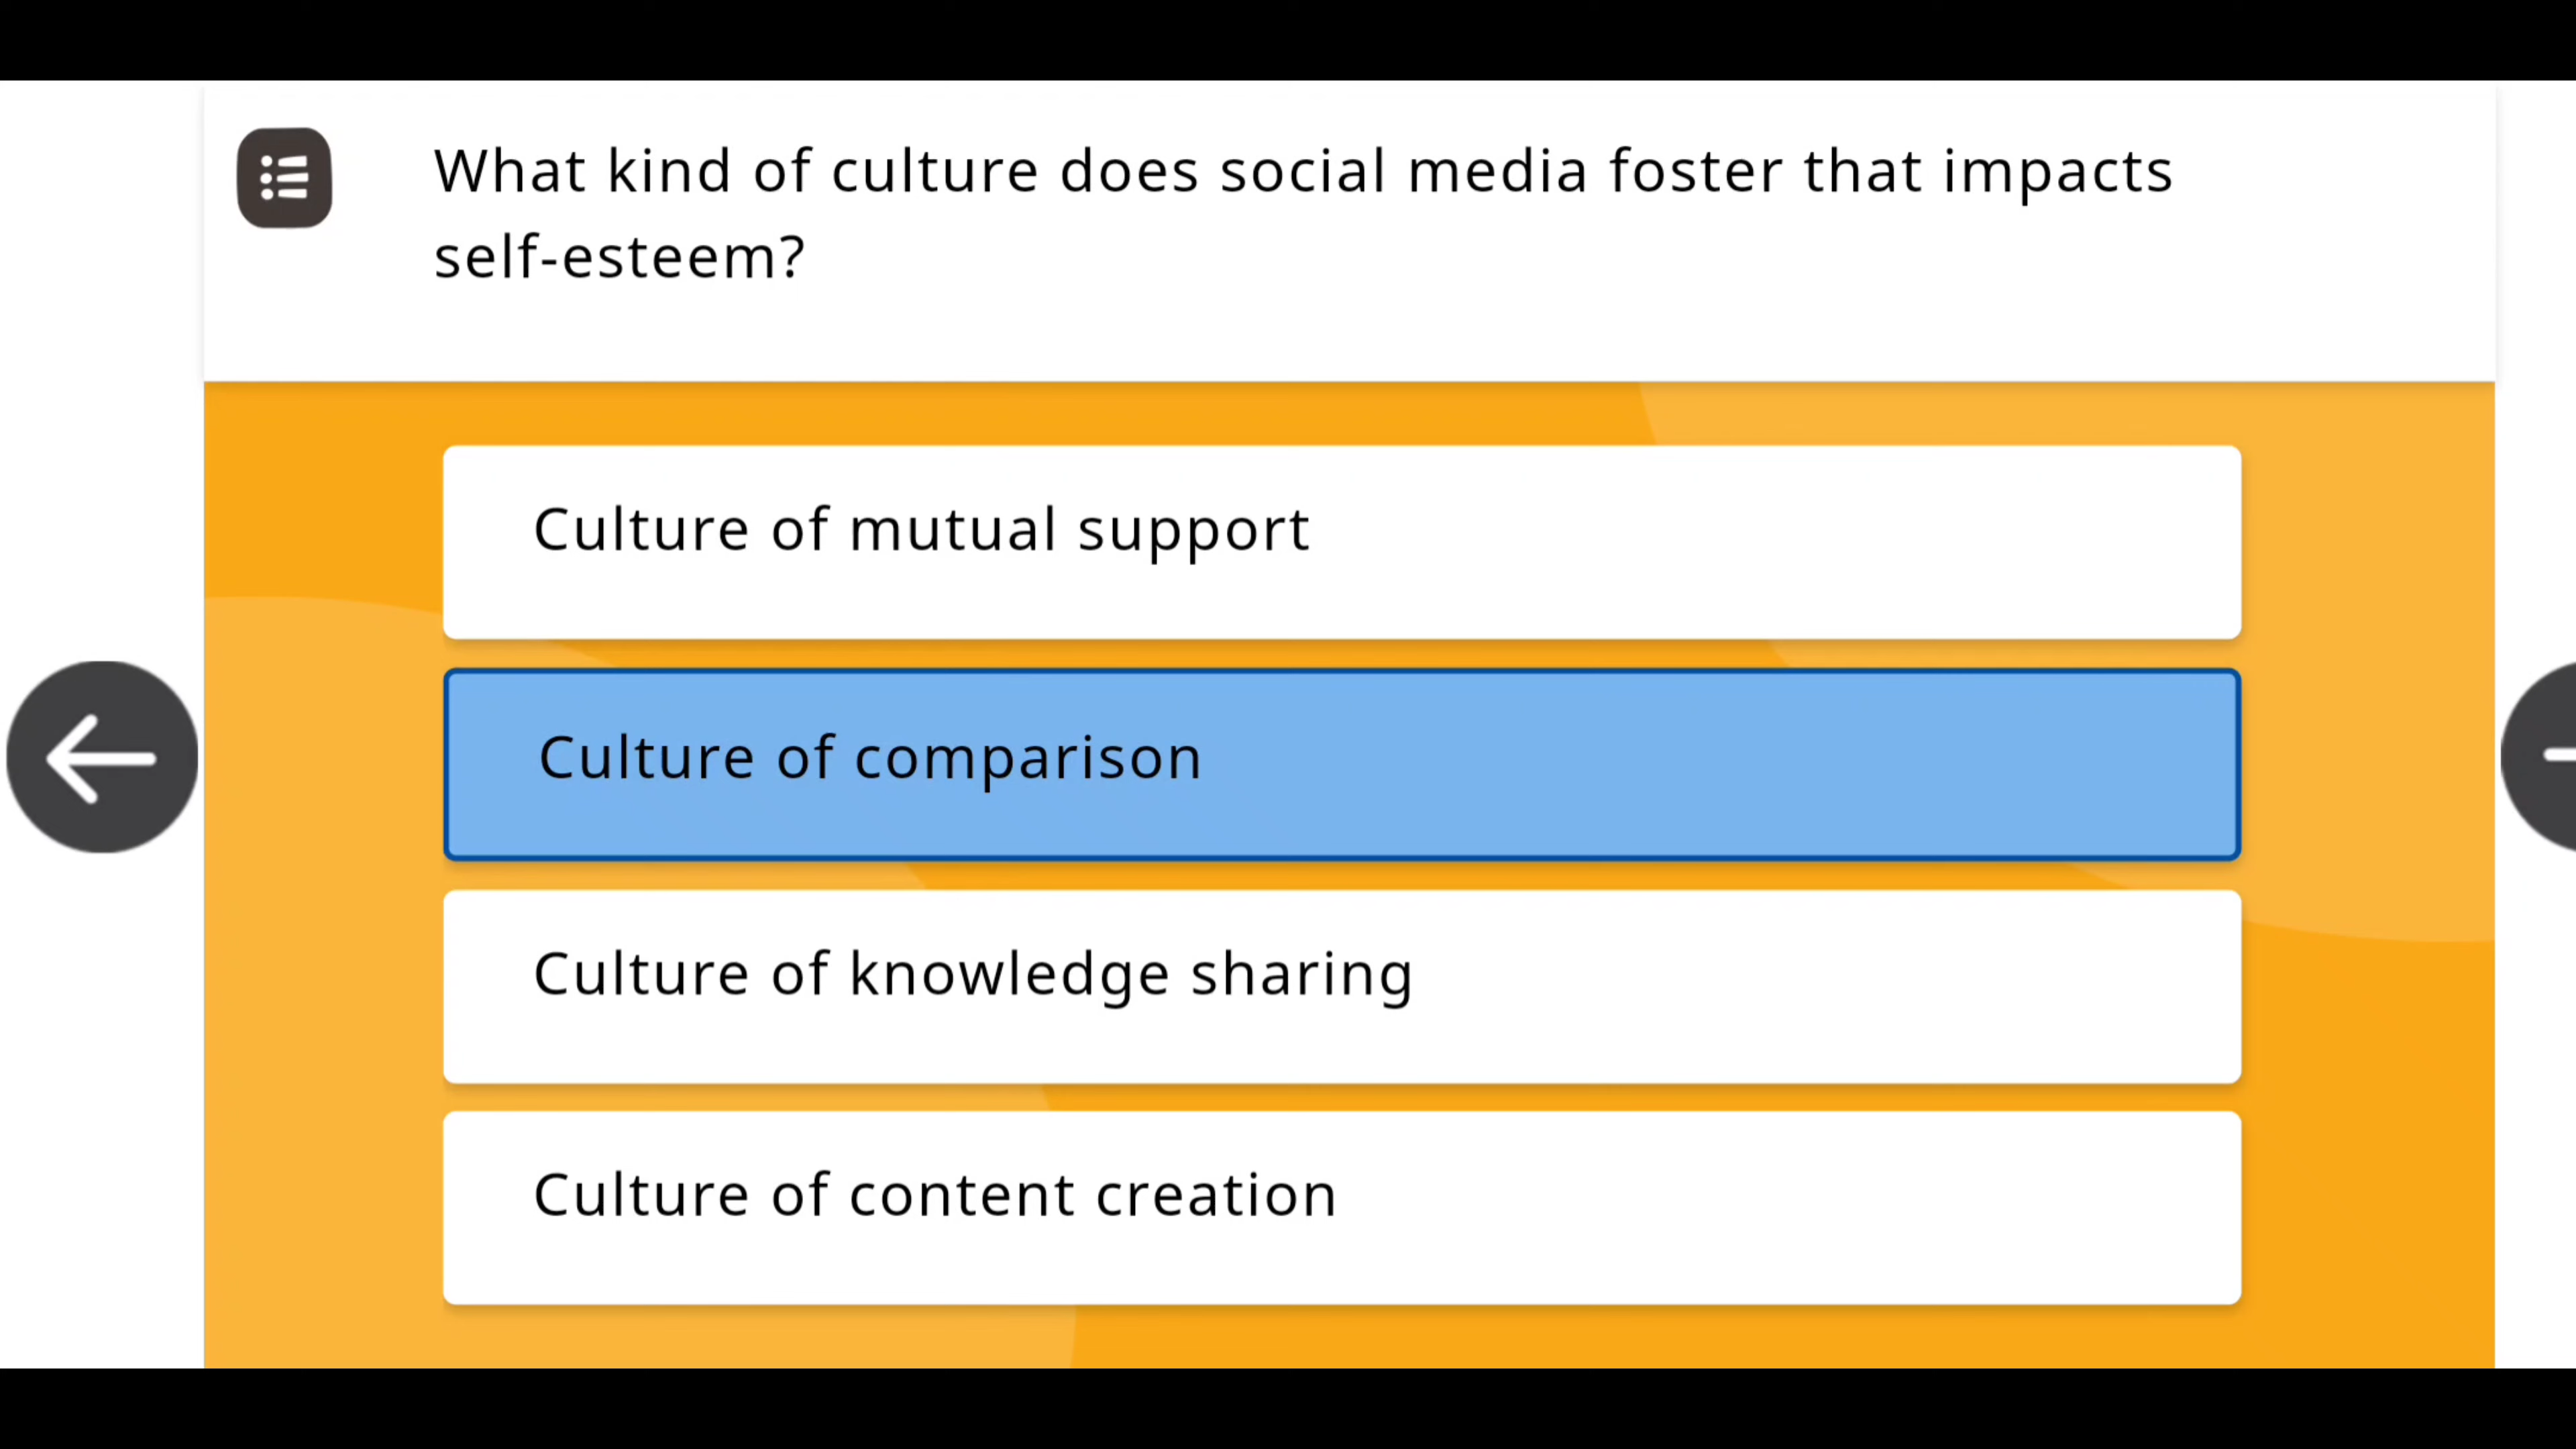 What kind of culture does social media foster that impacts
self-esteem?
Culture of mutual support
Culture of comparison
Culture of knowledge sharing
Culture of content creation